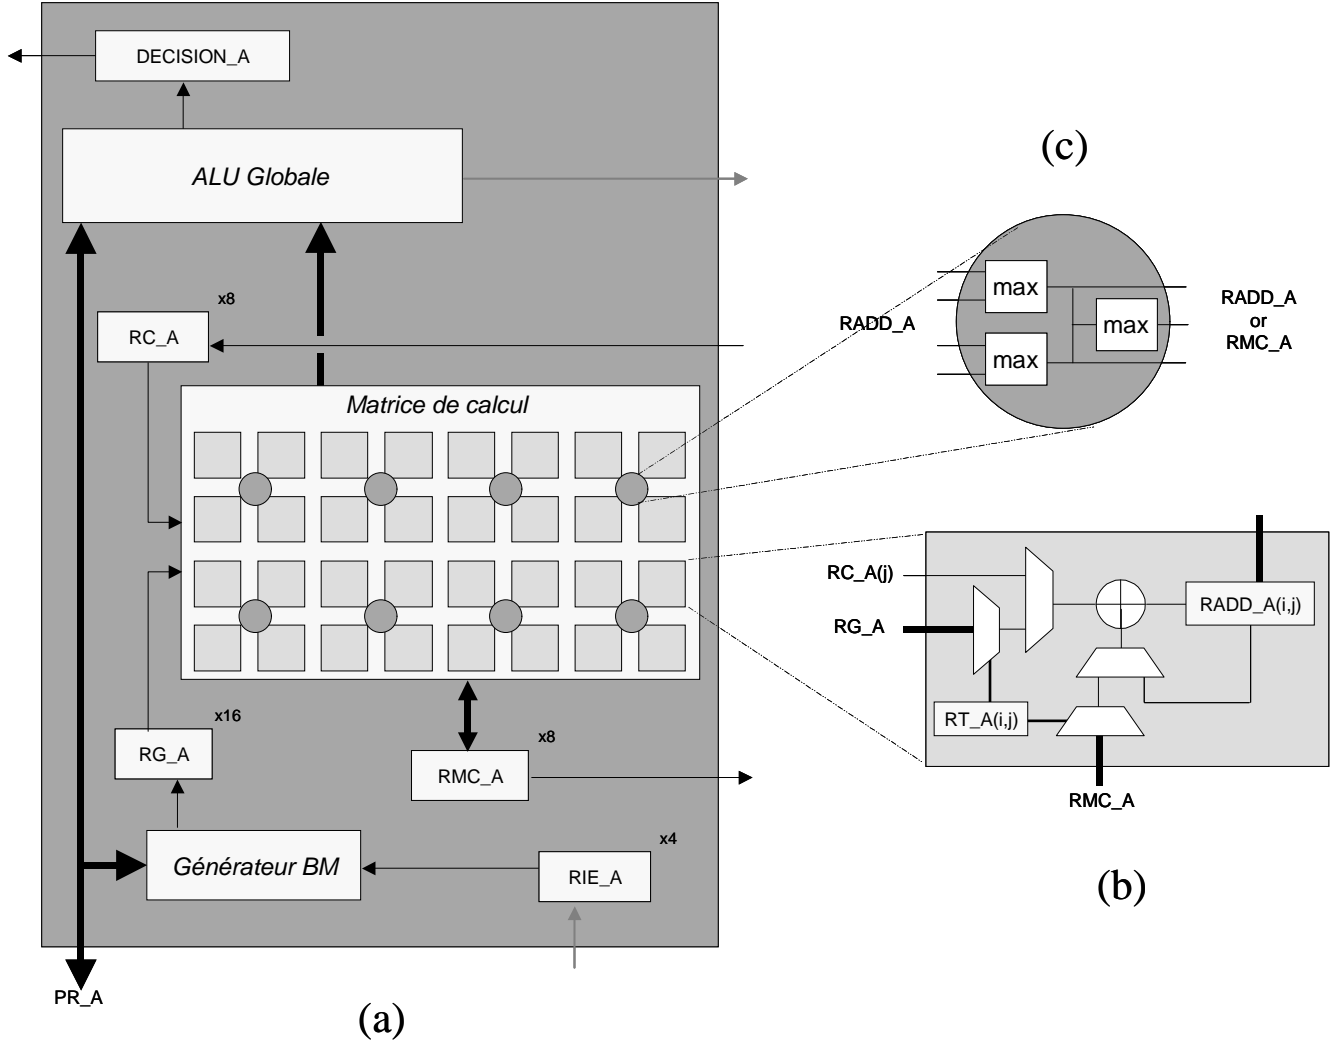 DECISION_A
ALU Globale
x8
RC_A
Matrice de calcul
x16
RG_A
x8
RMC_A
Générateur BM
x4
RIE_A
PR_A
(a)
(c)
max
max
max
RADD_A
RADD_A
or
RMC_A
RC_A(j)
RG_A
RADD_A(i,j)
RT_A(i,j)
RMC_A
(b)